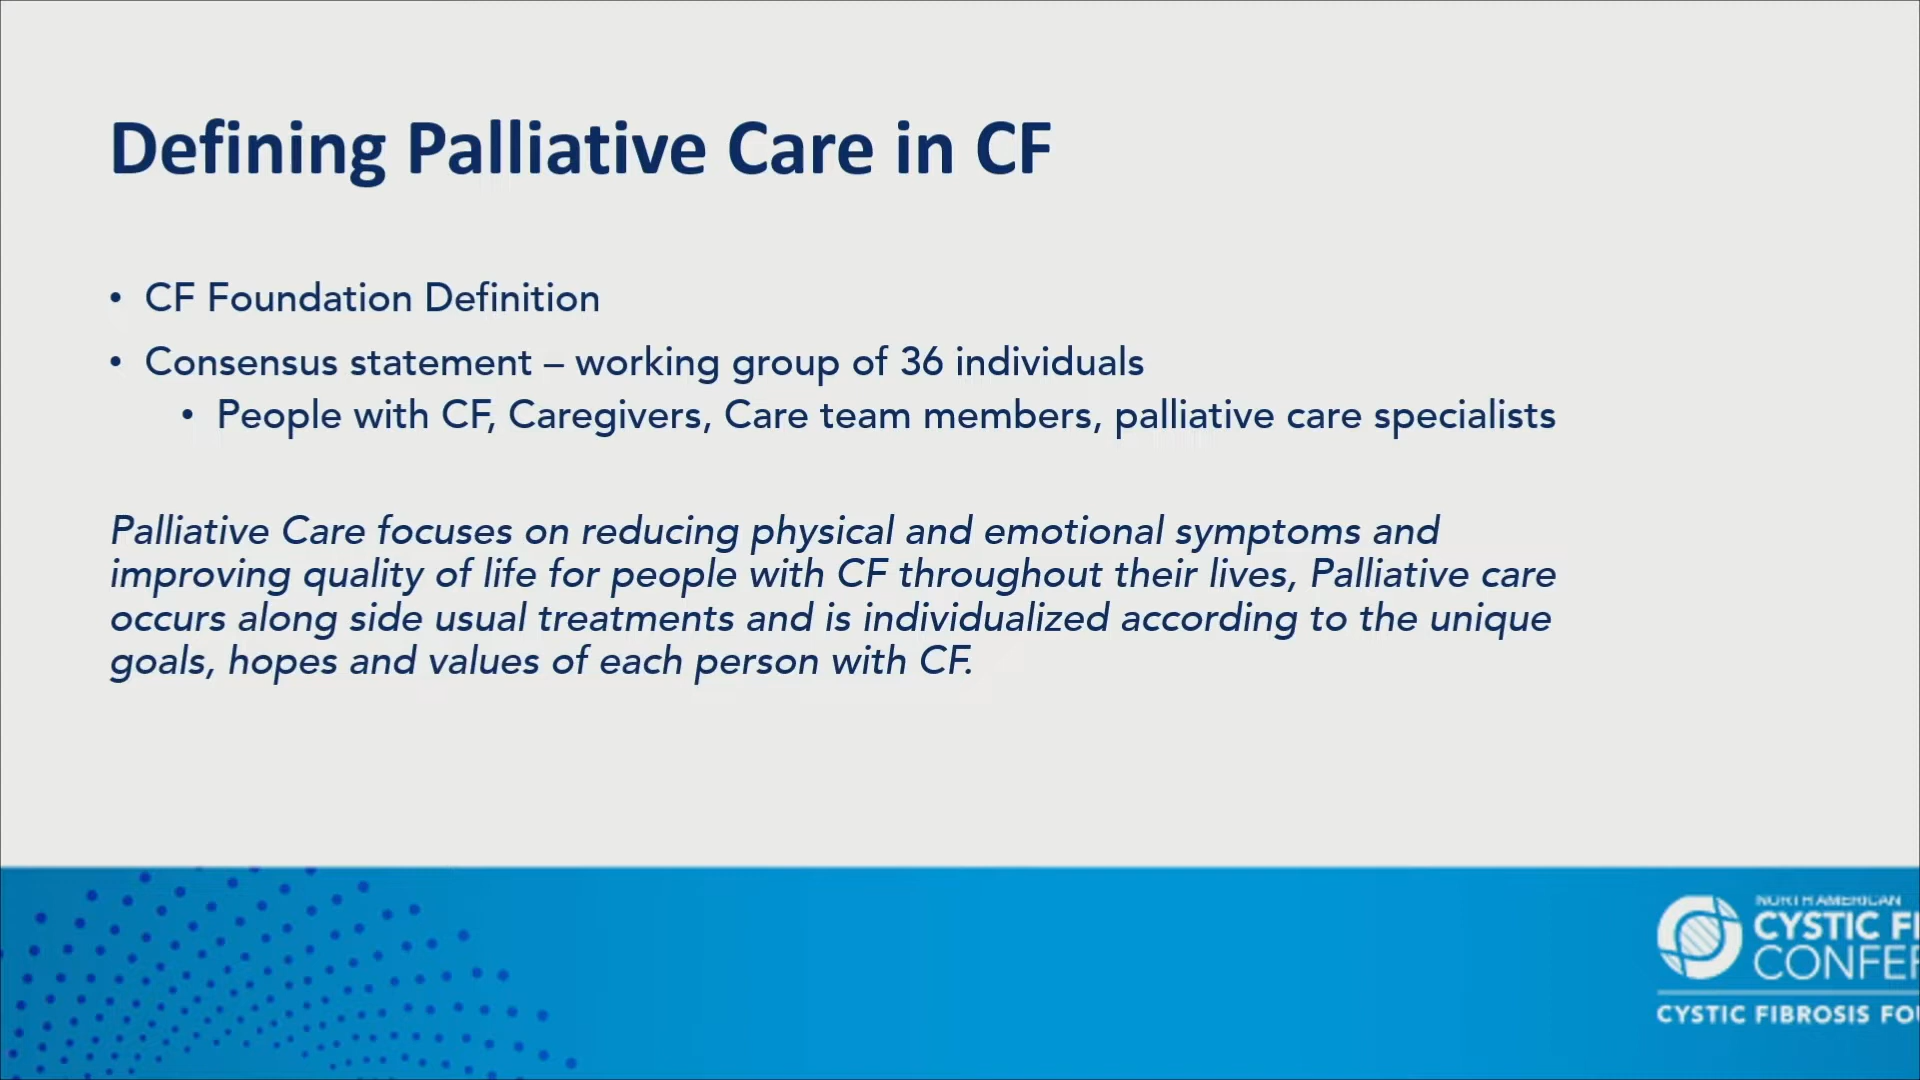 Defining Palliative Care in CF
• CF Foundation Definition
• Consensus statement – working group of 36 individuals
• People with CF, Caregivers, Care team members, palliative care specialists
Palliative Care focuses on reducing physical and emotional symptoms and
improving quality of life for people with CF throughout their lives, Palliative care
occurs along side usual treatments and is individualized according to the unique
goals, hopes and values of each person with CF.
NORTH AMERICAN
CYSTIC FI
CONFER
CYSTIC FIBROSIS FOU